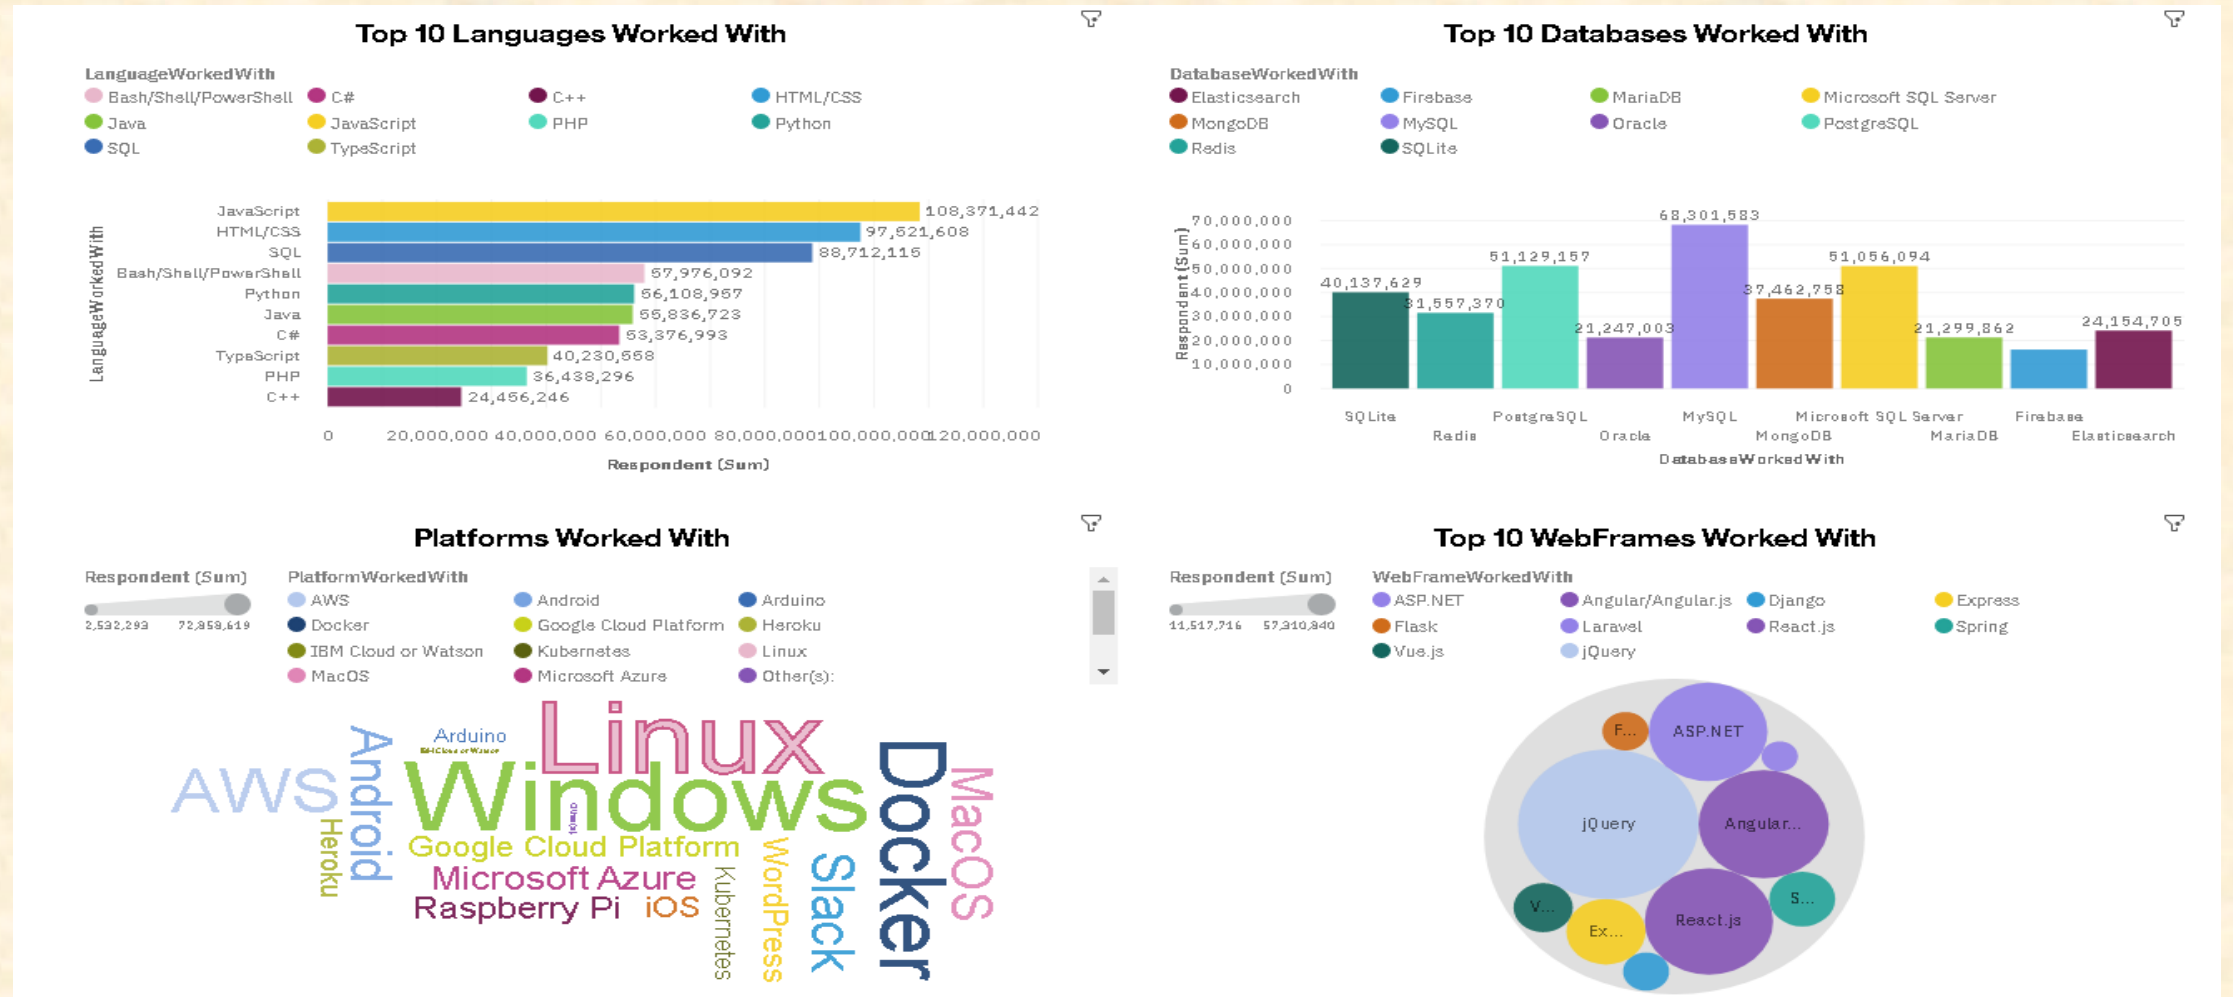 Top 10 Languages Worked With
LanguageWorkedWith
Bash/Shell/PowerShell C# C++ HTML/CSS
Java JavaScript PHP Python
SQL TypeScript
LanguageWorkedWith
JavaScript 108,371,442
HTML/CSS 97,521,608
SQL 88,712,115
Bash/Shell/PowerShell 57,976,092
Python 56,108,957
Java 55,836,723
C# 53,376,993
TypeScript 40,230,558
PHP 36,438,296
C++ 24,456,246
0 20,000,000 40,000,000 60,000,000 80,000,000 100,000,000 120,000,000
Respondent (Sum)
Top 10 Databases Worked With
DatabaseWorkedWith
Elasticsearch Firebase MariaDB Microsoft SQL Server
MongoDB MySQL Oracle PostgreSQL
Redis SQLite
Respondent (Sum)
70,000,000
60,000,000
50,000,000
40,000,000
30,000,000
20,000,000
10,000,000
0
40,137,629
31,557,370
51,129,157
21,247,003
68,301,583
37,462,758
51,056,094
21,299,862
24,154,705
SQLite PostgreSQL MySQL Microsoft SQL Server Firebase
Redis Oracle MongoDB MariaDB Elasticsearch
DatabaseWorkedWith
Platforms Worked With
Respondent (Sum)
2,532,293 72,858,619
PlatformWorkedWith
AWS Android Arduino
Docker Google Cloud Platform Heroku
IBM Cloud or Watson Kubernetes Linux
MacOS Microsoft Azure Other(s):
Linux
Arduino
IBM Cloud or Watson
Android
AWS
Windows
Other(s):
Docker
MacOS
Heroku
Google Cloud Platform
Microsoft Azure
Raspberry Pi
iOS
Kubernetes
WordPress
Slack
Top 10 WebFrames Worked With
Respondent (Sum)
11,517,716 57,310,840
WebFrameWorkedWith
ASP.NET Angular/Angular.js Django Express
Flask Laravel React.js Spring
Vue.js jQuery
F...
ASP.NET
jQuery
Angular...
V...
Ex...
React.js
S...